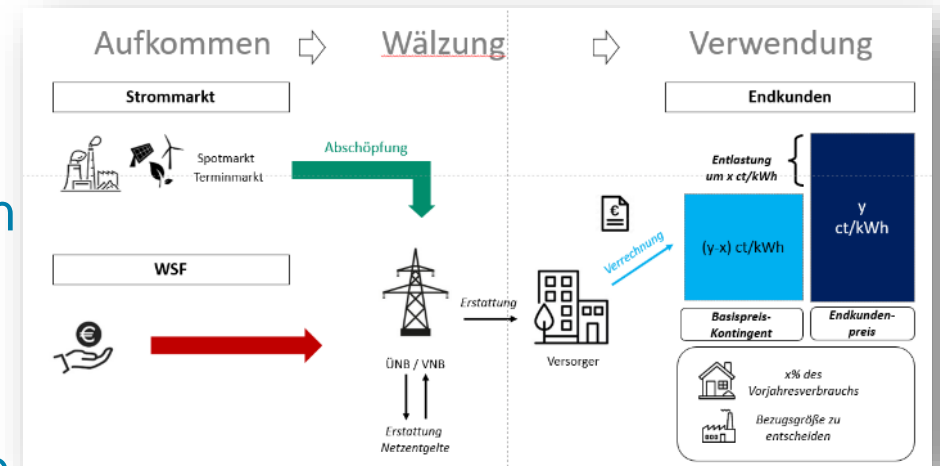 Aufkommen
Wälzung
Verwendung
Strommarkt
Spotmarkt
Terminmarkt
Abschöpfung
WSF
€
ÜNB / VNB
Erstattung
Netzentgelte
Erstattung
Versorger
€
Verrechnung
Endkunden
Entlastung
um x ct/kWh
(y-x) ct/kWh
y
ct/kWh
Basispreis-
Kontingent
Endkunden-
preis
x% des
Vorjahresverbrauchs
Bezugsgröße zu
entscheiden
n